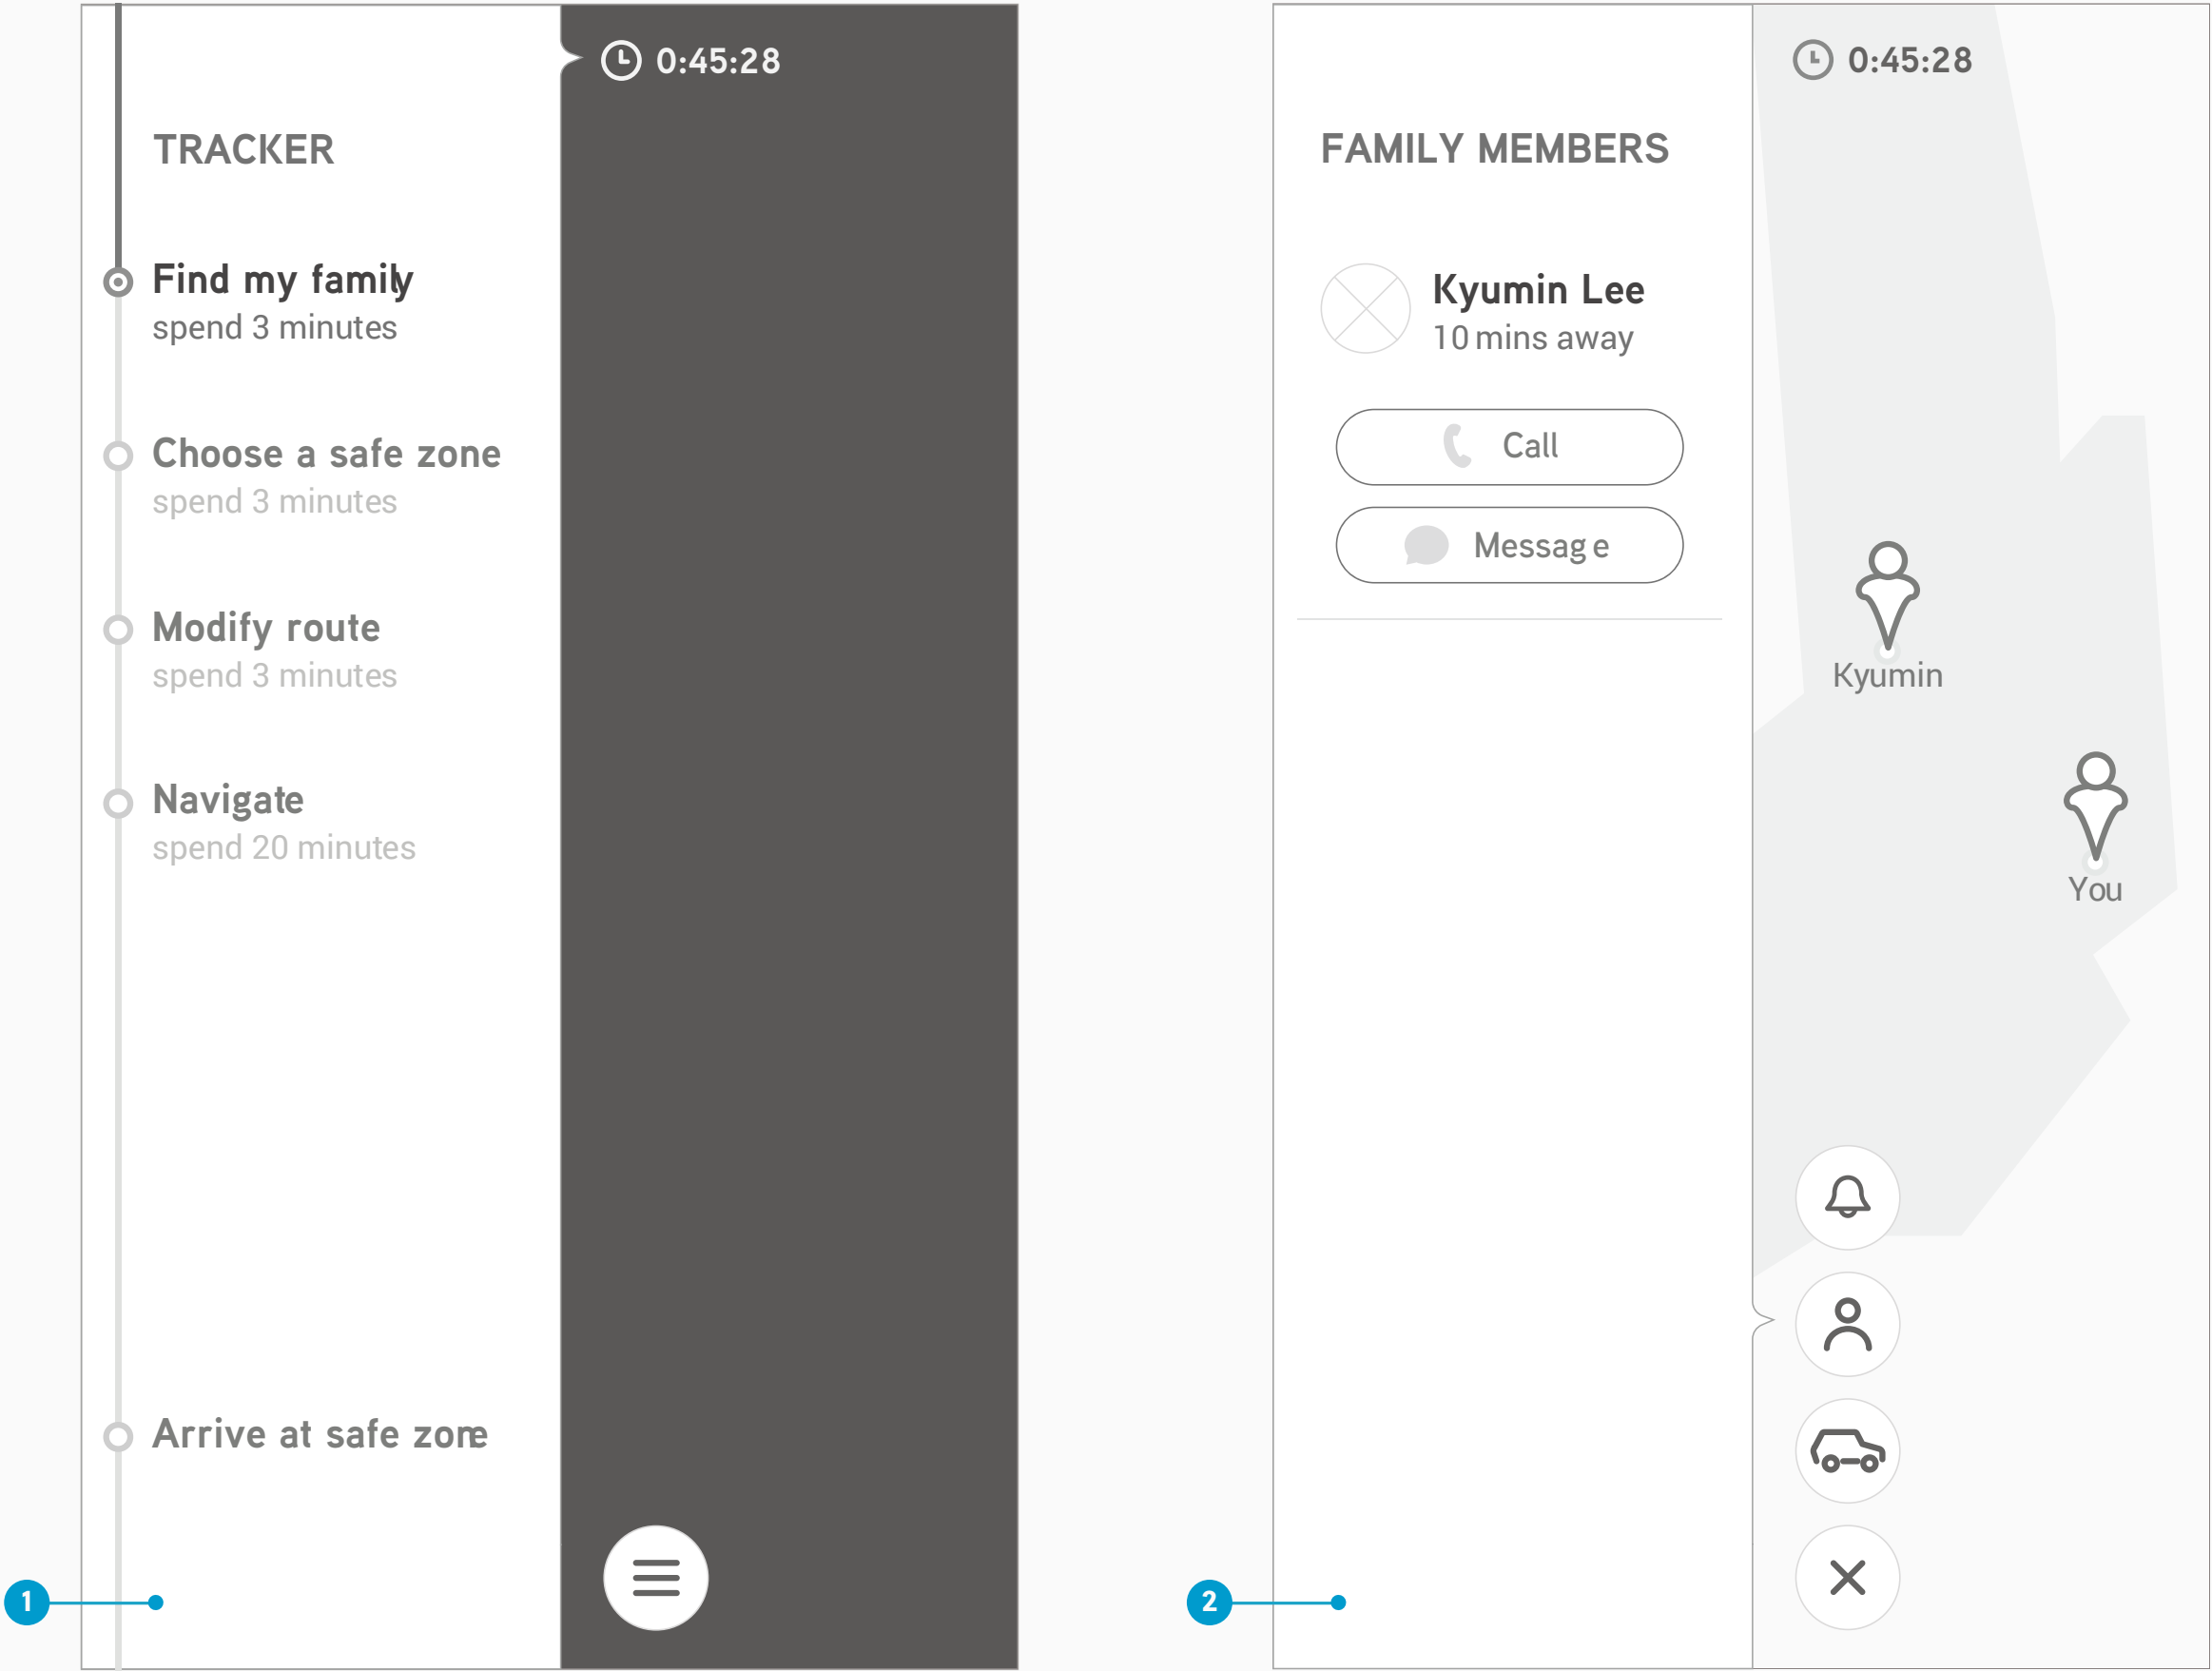 0:45:28
TRACKER
Find my family
spend 3 minutes
Choose a safe zone
spend 3 minutes
Modify route
spend 3 minutes
Navigate
spend 20 minutes
Arrive at safe zone
1
0:45:28
FAMILY MEMBERS
Kyumin Lee
10 mins away
Call
Message
Kyumin
You
2